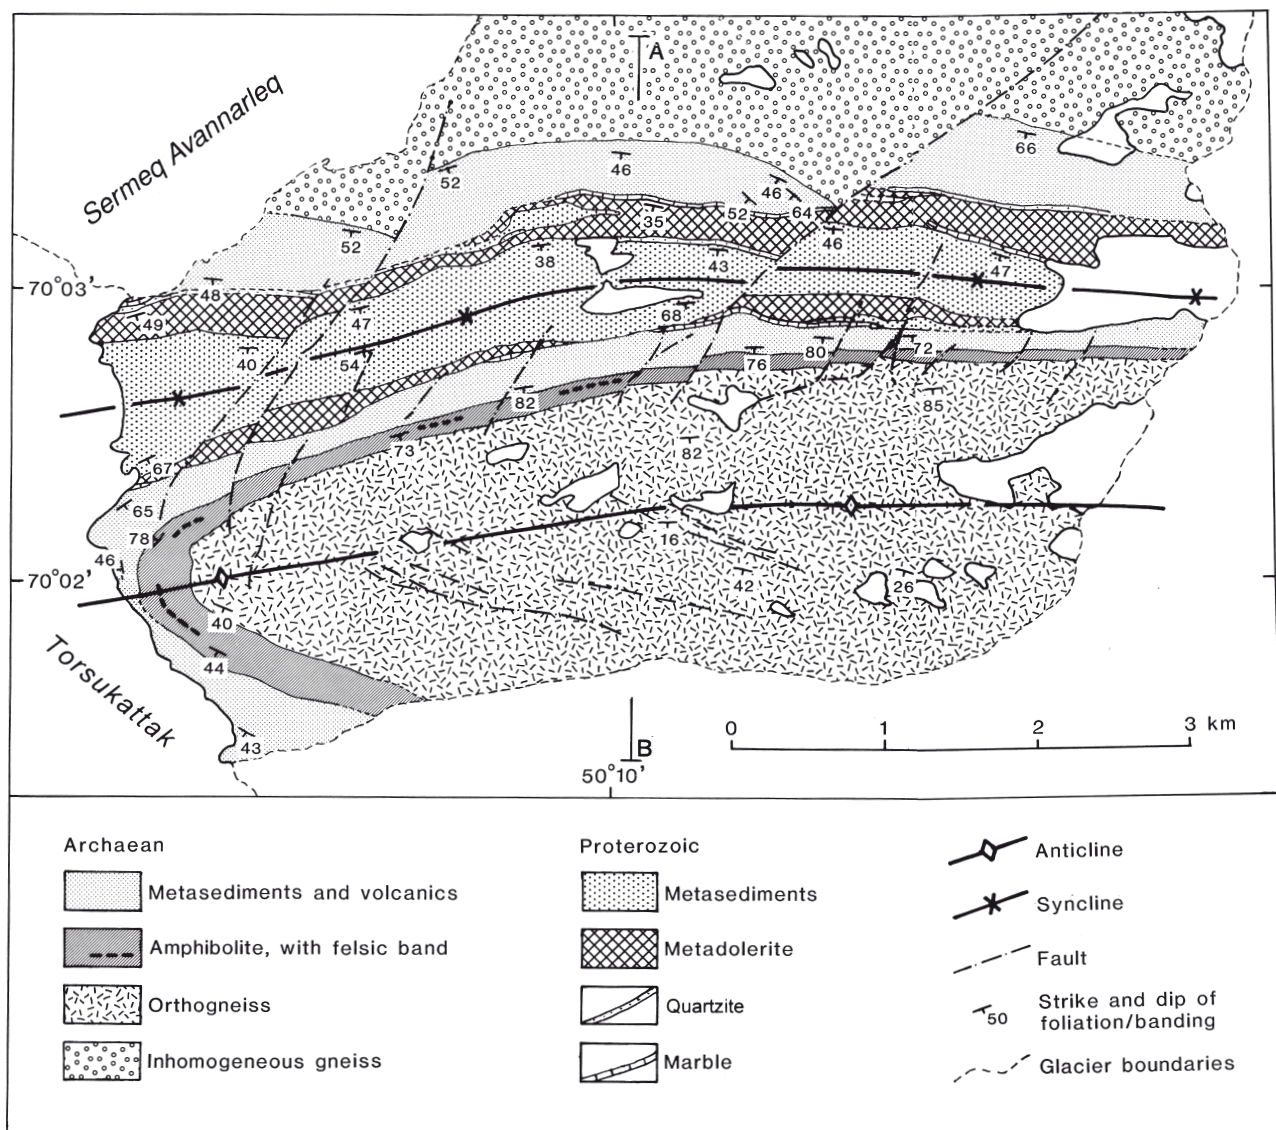 A
Sermeq Avannarleq
66
52
46
46
52
64
35
52
46
38
43
47
70°03'
48
49
47
68
40
54
76
80
72
82
85
73
82
67
65
78
16
46
42
26
70°02'
40
44
Torsukattak
43
B
50°10'
0 1 2 3 km
Archaean
Metasediments and volcanics
Amphibolite, with felsic band
Orthogneiss
Inhomogeneous gneiss
Proterozoic
Metasediments
Metadolerite
Quartzite
Marble
Anticline
Syncline
Fault
50
Strike and dip of
foliation/banding
Glacier boundaries